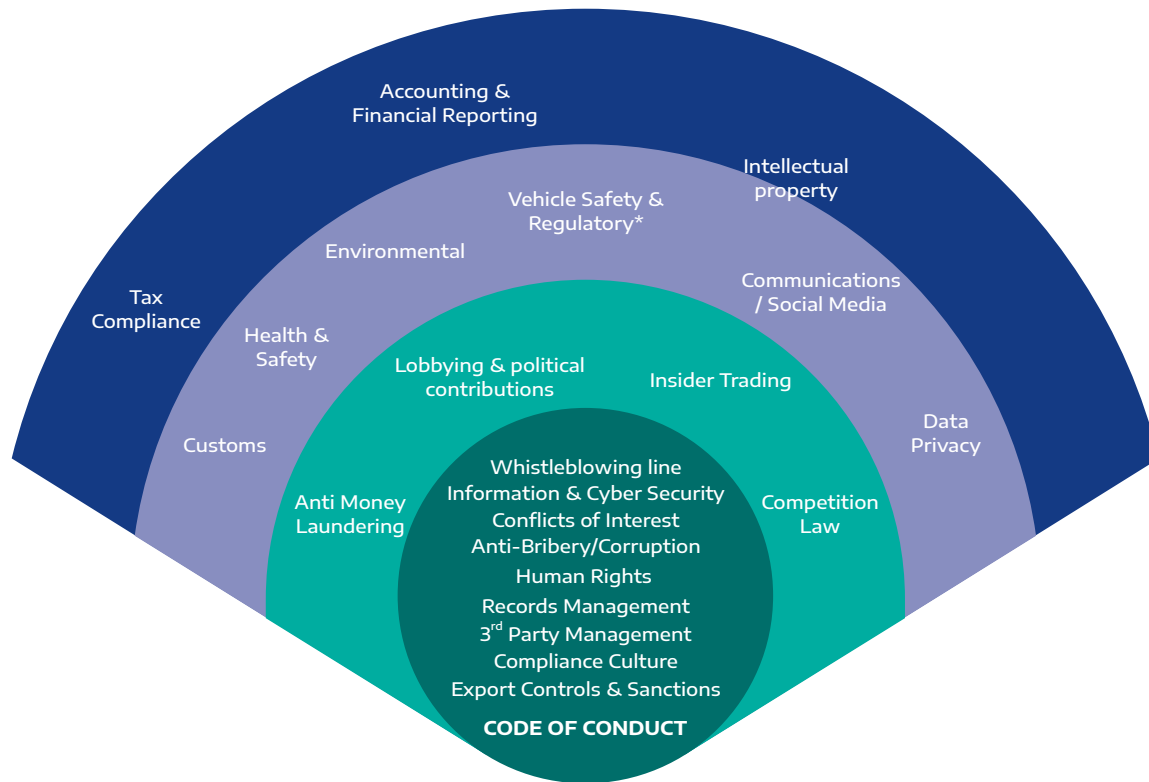 Accounting &
Financial Reporting
Intellectual
property
Vehicle Safety &
Regulatory*
Environmental
Communications
/ Social Media
Tax
Compliance
Health &
Safety
Lobbying & political
contributions
Insider Trading
Data
Privacy
Customs
Whistleblowing line
Information & Cyber Security
Conflicts of Interest
Anti-Bribery/Corruption
Human Rights
Records Management
3rd Party Management
Compliance Culture
Export Controls & Sanctions
CODE OF CONDUCT
Anti Money
Laundering
Competition
Law